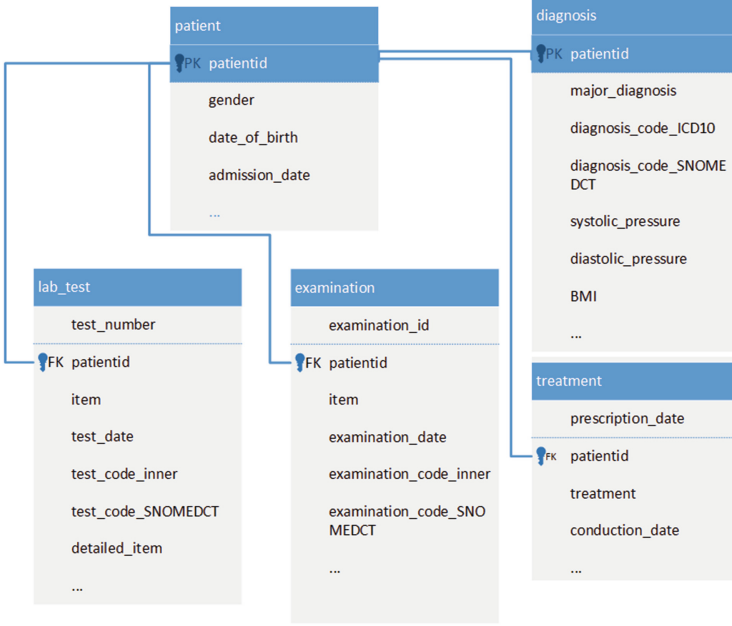 patient
PK patientid
gender
date_of_birth
admission_date
...
diagnosis
PK patientid
major_diagnosis
diagnosis_code_ICD10
diagnosis_code_SNOME
DCT
systolic_pressure
diastolic_pressure
BMI
...
lab_test
test_number
FK patientid
item
test_date
test_code_inner
test_code_SNOMEDCT
detailed_item
...
examination
examination_id
FK patientid
item
examination_date
examination_code_inner
examination_code_SNO
MEDCT
...
treatment
prescription_date
FK patientid
treatment
conduction_date
...